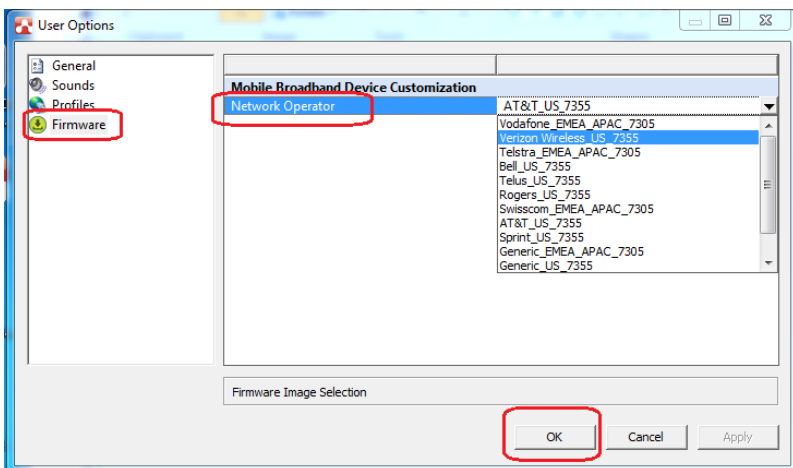 User Options
General
Sounds
Profiles
Firmware
Mobile Broadband Device Customization
Network Operator AT&T_US_7355
Vodafone_EMEA_APAC_7305
Verizon Wireless_US_7355
Telstra_EMEA_APAC_7305
Bell_US_7355
Telus_US_7355
Rogers_US_7355
Swisscom_EMEA_APAC_7305
AT&T_US_7355
Sprint_US_7355
Generic_EMEA_APAC_7305
Generic_US_7355
Firmware Image Selection
OK Cancel Apply